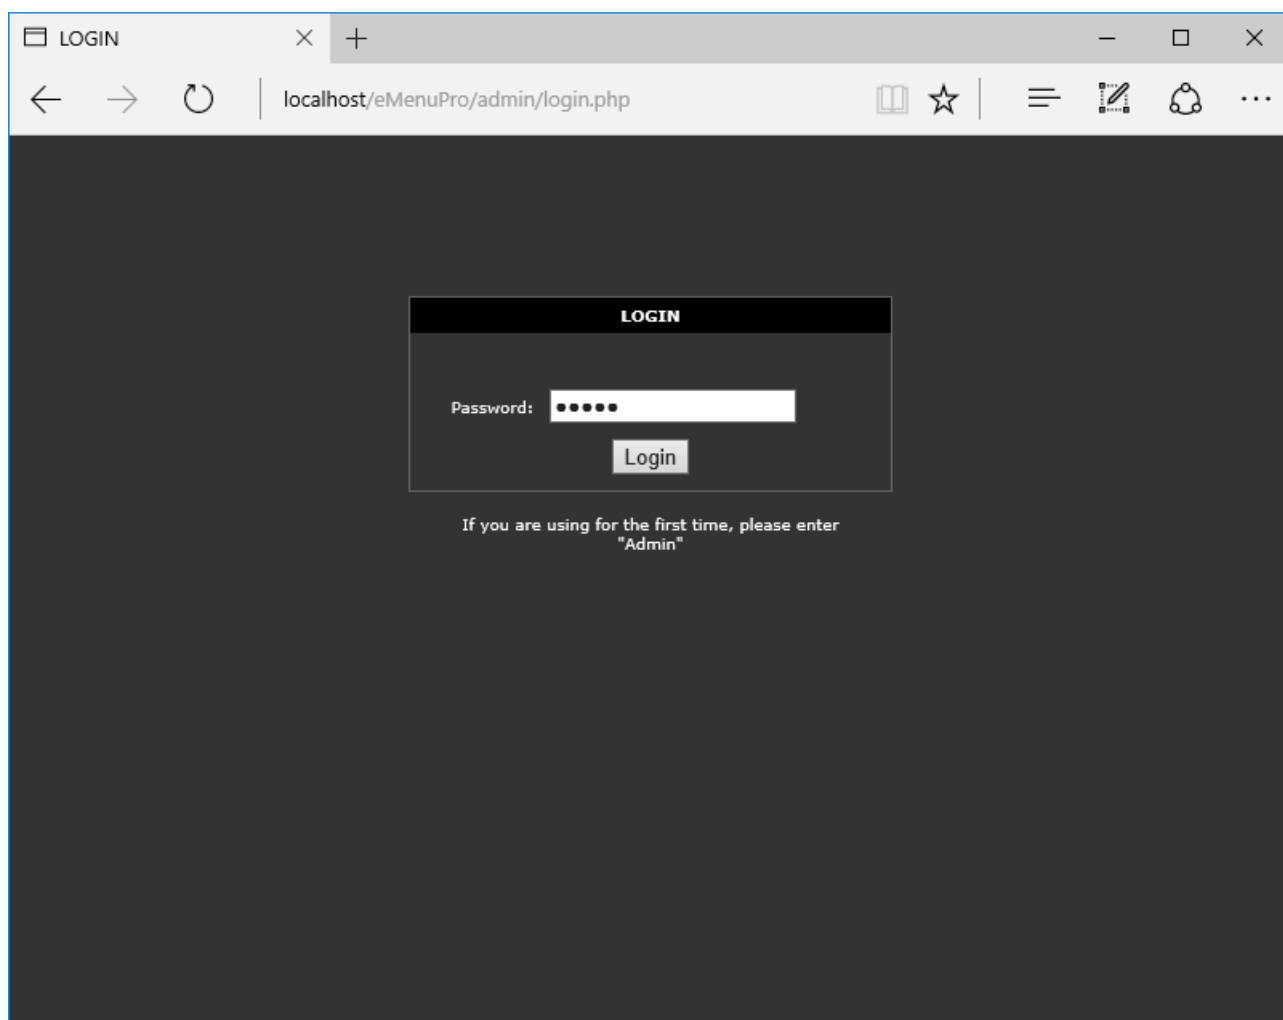 LOGIN
localhost/eMenuPro/admin/login.php
LOGIN
Password: •••••
Login
If you are using for the first time, please enter
"Admin"